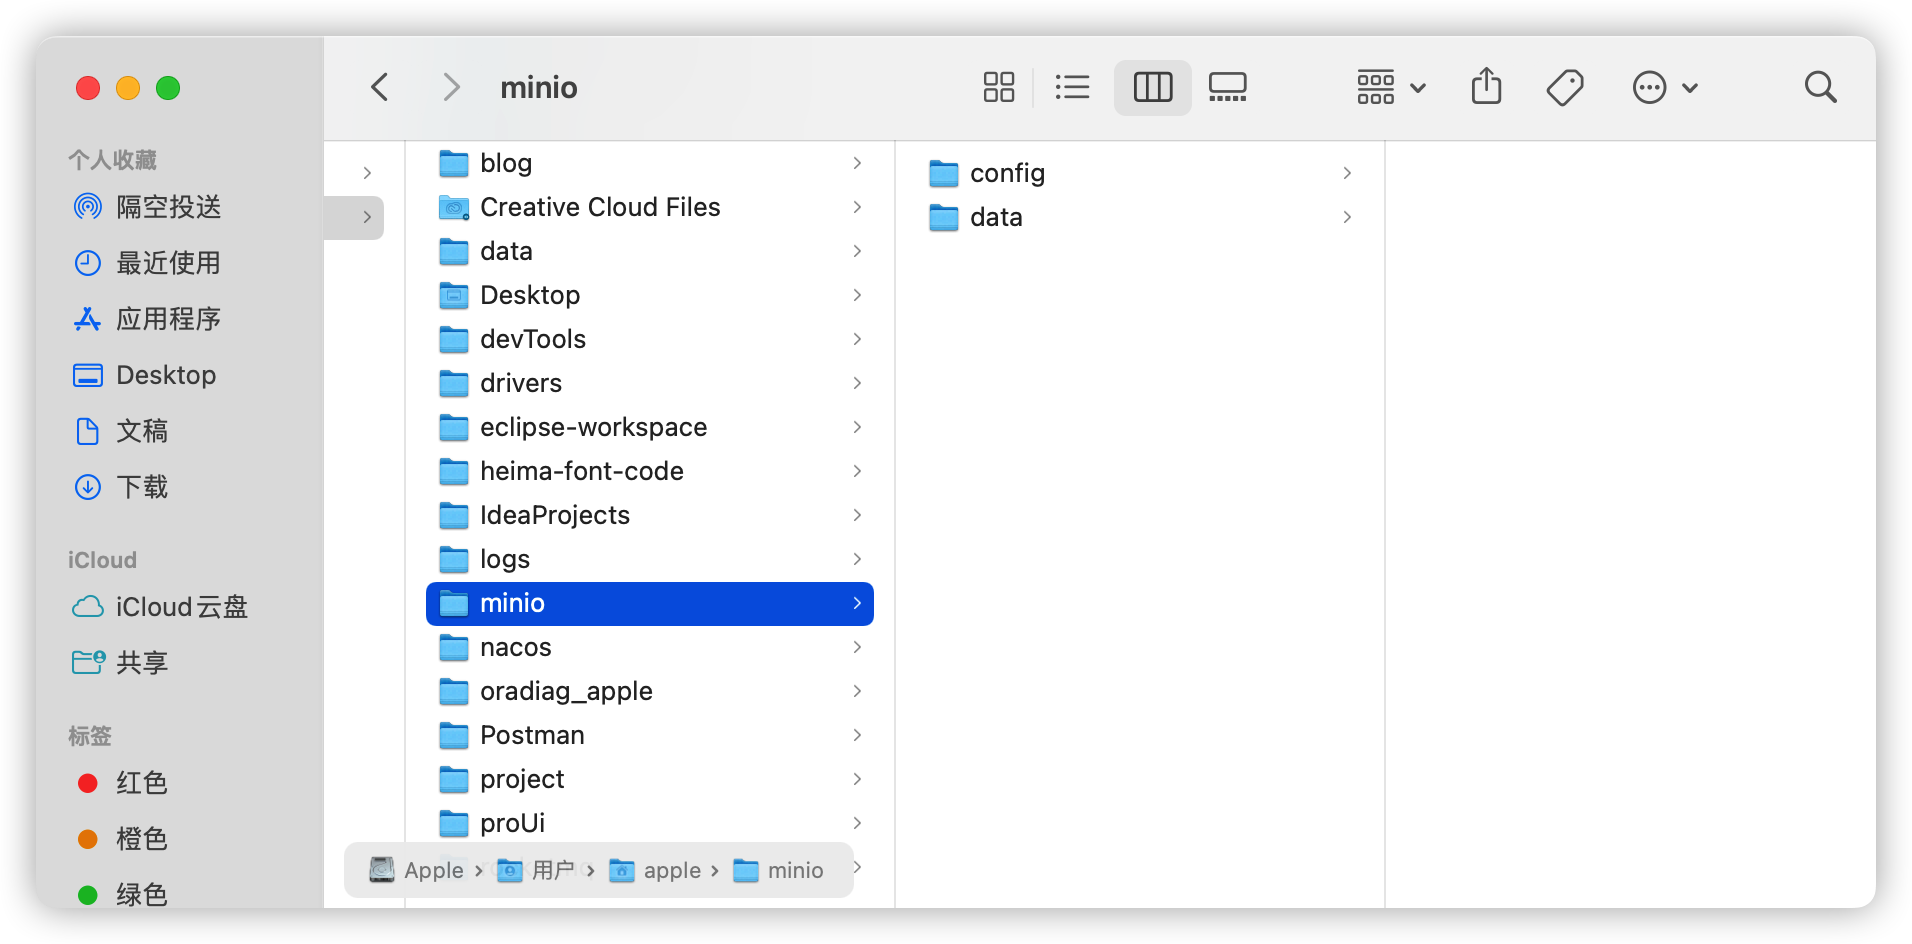 minio
个人收藏
隔空投送
最近使用
应用程序
Desktop
文稿
下载
iCloud
iCloud云盘
共享
标签
红色
橙色
绿色
blog
Creative Cloud Files
data
Desktop
devTools
drivers
eclipse-workspace
heima-font-code
IdeaProjects
logs
minio
nacos
oradiag_apple
Postman
project
proUi
Apple › 用户 › apple › minio
config
data